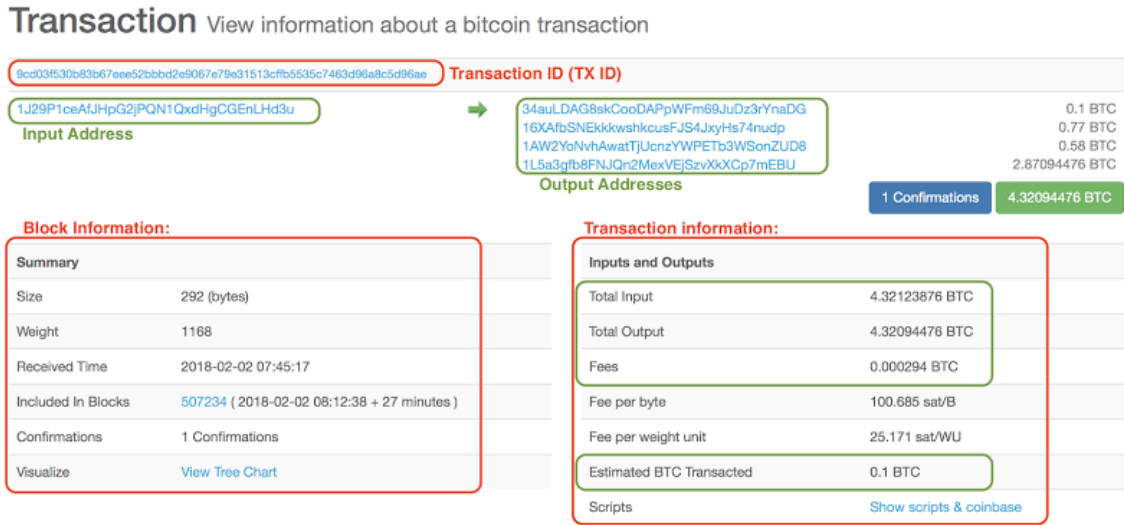 Transaction View information about a bitcoin transaction
9cd03f530b83b67eee52bbbd2e9067e79e31513cffb5535c7463d96a8c5d96ae Transaction ID (TX ID)
1J29P1ceAfJHpG2jPQN1QxdHgCGEnLHd3u
Input Address
34auLDAG8skCooDAPpWFm69JuDz3rYnaDG 0.1 BTC
16XAfbSNEkkkwshkcusFJS4JxyHs74nudp 0.77 BTC
1AW2YoNvhAwatTjUcnzYWPETb3WSonZUD8 0.58 BTC
1L5a3gfb8FNJQn2MexVEjSzvXkXCp7mEBU 2.87094476 BTC
Output Addresses
1 Confirmations 4.32094476 BTC
Block Information:
Summary
Size 292 (bytes)
Weight 1168
Received Time 2018-02-02 07:45:17
Included In Blocks 507234 ( 2018-02-02 08:12:38 + 27 minutes )
Confirmations 1 Confirmations
Visualize View Tree Chart
Transaction information:
Inputs and Outputs
Total Input 4.32123876 BTC
Total Output 4.32094476 BTC
Fees 0.000294 BTC
Fee per byte 100.685 sat/B
Fee per weight unit 25.171 sat/WU
Estimated BTC Transacted 0.1 BTC
Scripts Show scripts & coinbase